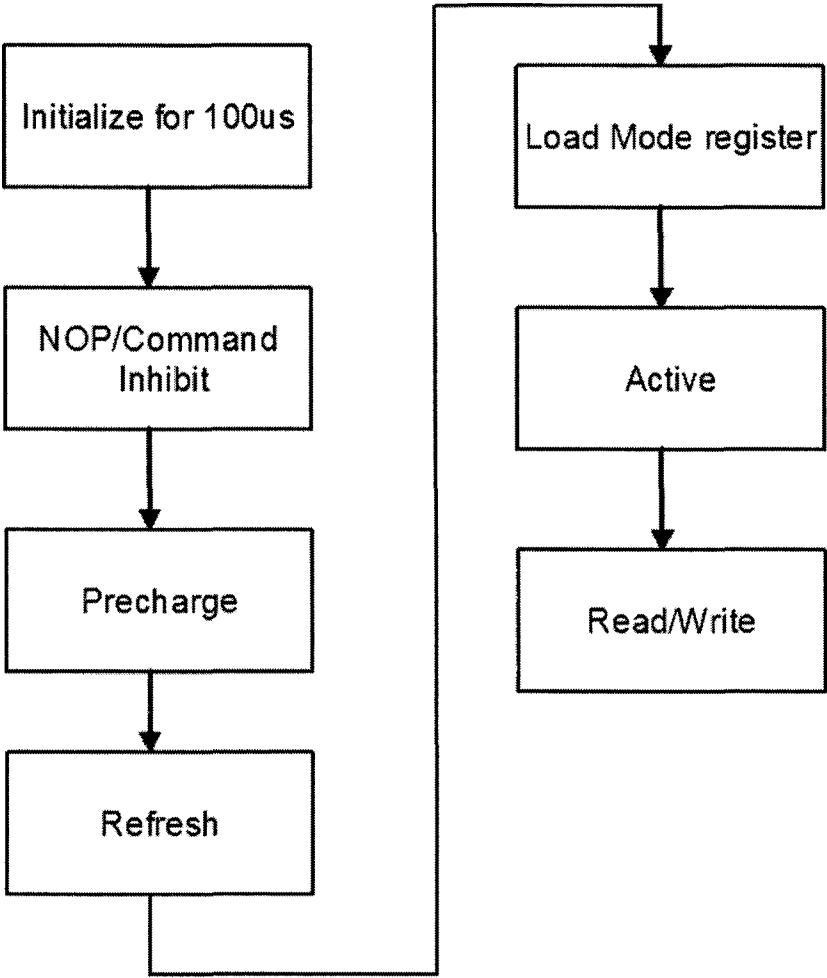 Initialize for 100us
NOP/Command
Inhibit
Precharge
Refresh
Load Mode register
Active
Read/Write